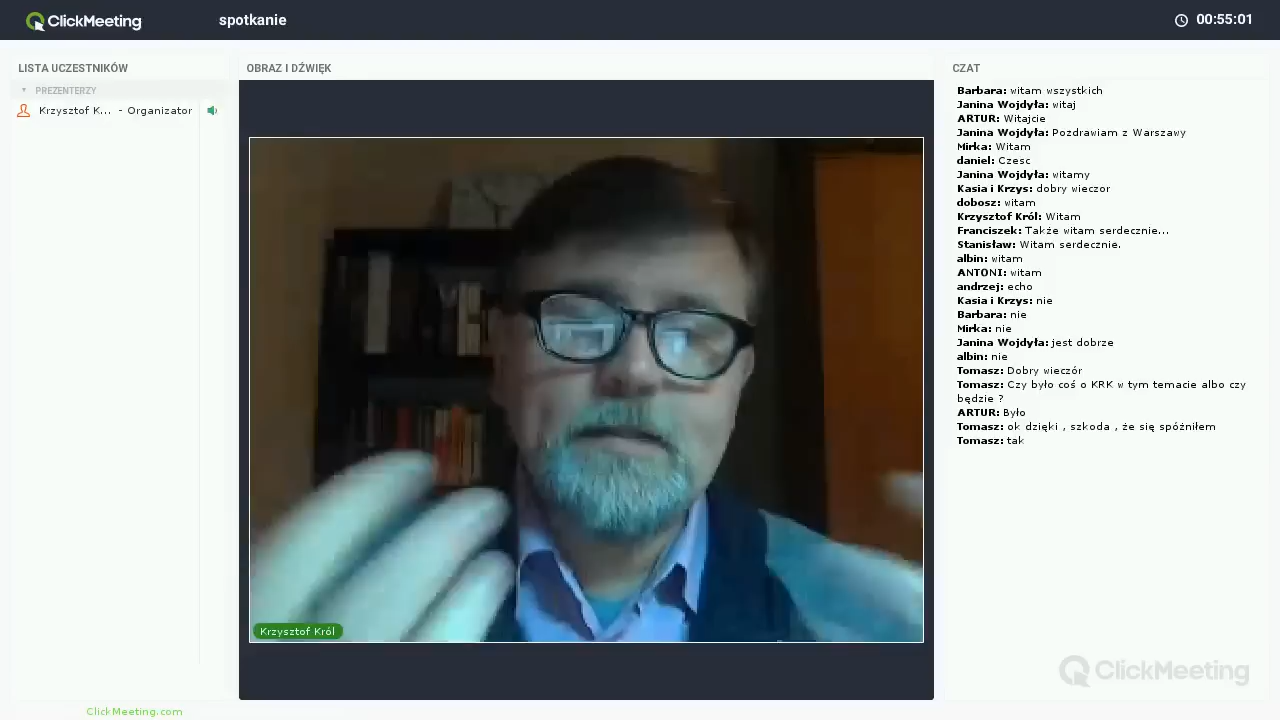 ClickMeeting
spotkanie
00:55:01
LISTA UCZESTNIKÓW
PREZENTERZY
Krzysztof K... - Organizator
OBRAZ I DŹWIĘK
Krzysztof Król
CZAT
Barbara: witam wszystkich
Janina Wojdyła: witaj
ARTUR: Witajcie
Janina Wojdyła: Pozdrawiam z Warszawy
Mirka: Witam
daniel: Czesc
Janina Wojdyła: witamy
Kasia i Krzys: dobry wieczor
dobosz: witam
Krzysztof Król: Witam
Franciszek: Także witam serdecznie...
Stanisław: Witam serdecznie.
albin: witam
ANTONI: witam
andrzej: echo
Kasia i Krzys: nie
Barbara: nie
Mirka: nie
Janina Wojdyła: jest dobrze
albin: nie
Tomasz: Dobry wieczór
Tomasz: Czy było coś o KRK w tym temacie albo czy
będzie ?
ARTUR: Było
Tomasz: ok dzięki , szkoda , że się spóźniłem
Tomasz: tak
ClickMeeting
ClickMeeting.com